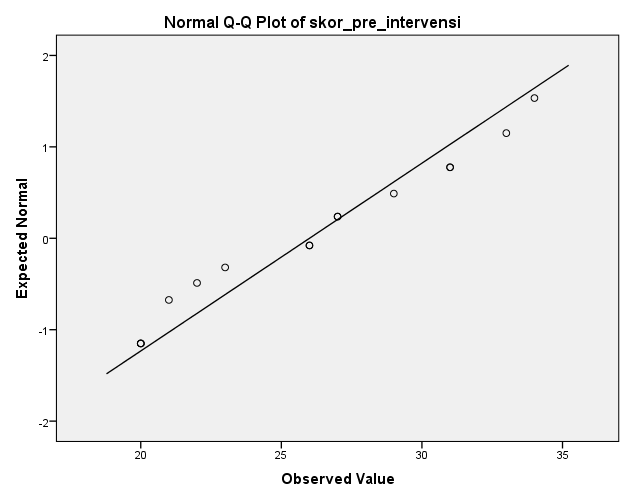 Normal Q-Q Plot of skor_pre_intervensi
2
1
0
-1
-2
Expected Normal
20 25 30 35
Observed Value